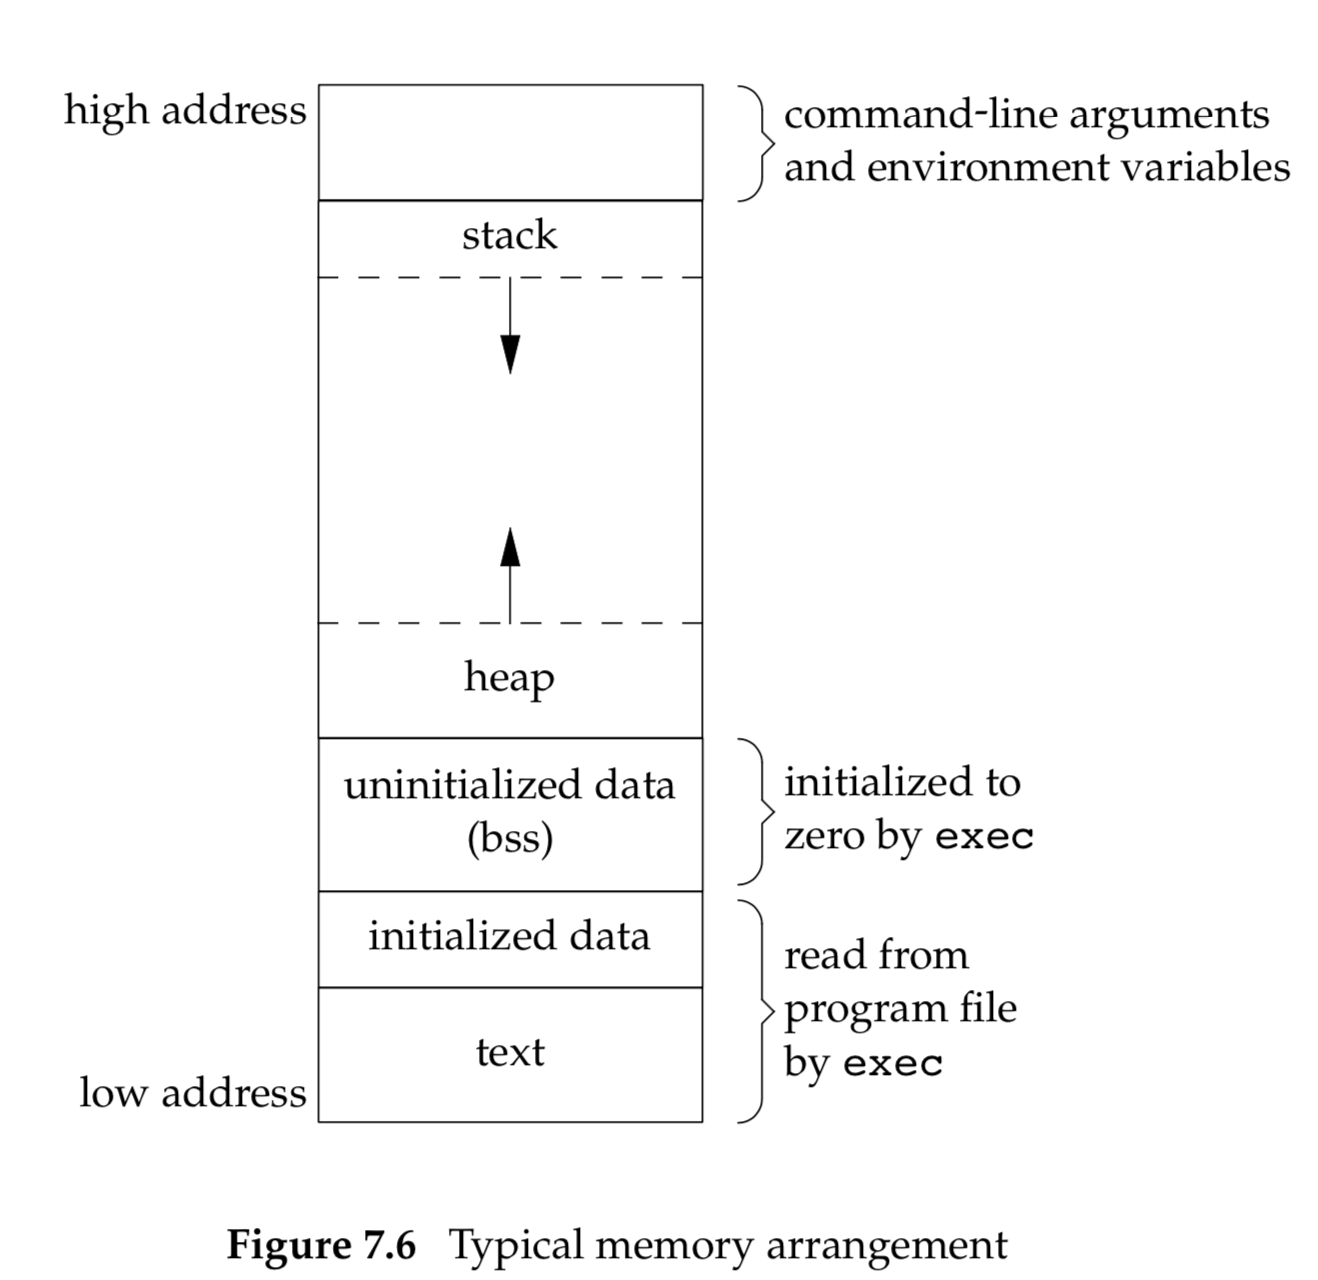 high address
command-line arguments
and environment variables
stack
heap
uninitialized data
(bss)
initialized to
zero by exec
initialized data
read from
program file
by exec
text
low address
Figure 7.6 Typical memory arrangement